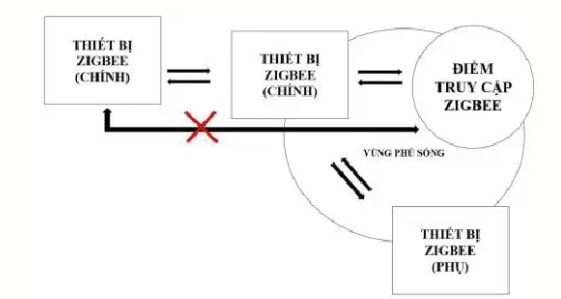 THIẾT BỊ
ZIGBEE
(CHÍNH)
THIẾT BỊ
ZIGBEE
(CHÍNH)
ĐIỂM
TRUY CẬP
ZIGBEE
VÙNG PHỦ SÓNG
THIẾT BỊ
ZIGBEE
(PHỤ)